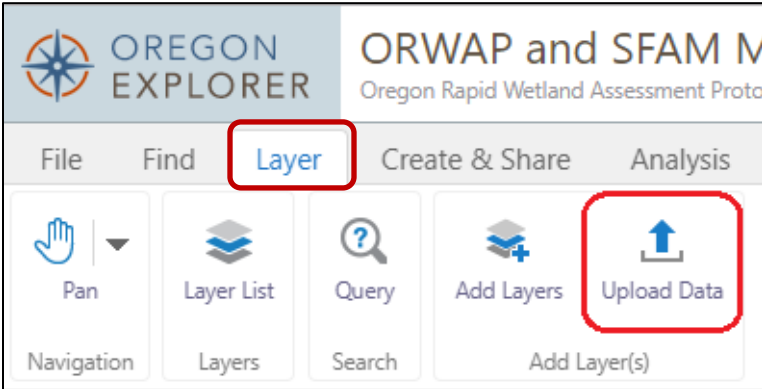 OREGON
EXPLORER
ORWAP and SFAM
Oregon Rapid Wetland Assessment
File Find Layer Create & Share Analysis
Pan Layer List Query Add Layers Upload Data
Navigation Layers Search Add Layer(s)